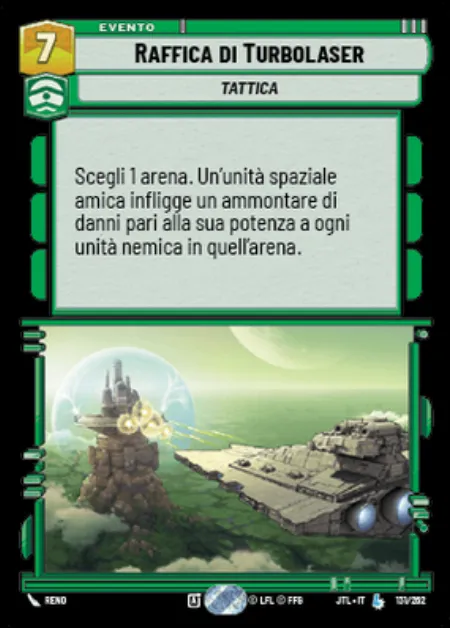 EVENTO
7
RAFFICA DI TURBOLASER
TATTICA
Scegli 1 arena. Un'unità spaziale
amica infligge un ammontare di
danni pari alla sua potenza a ogni
unità nemica in quell'arena.
RENO
A
© LFL © FFG
JTL • IT
131/262